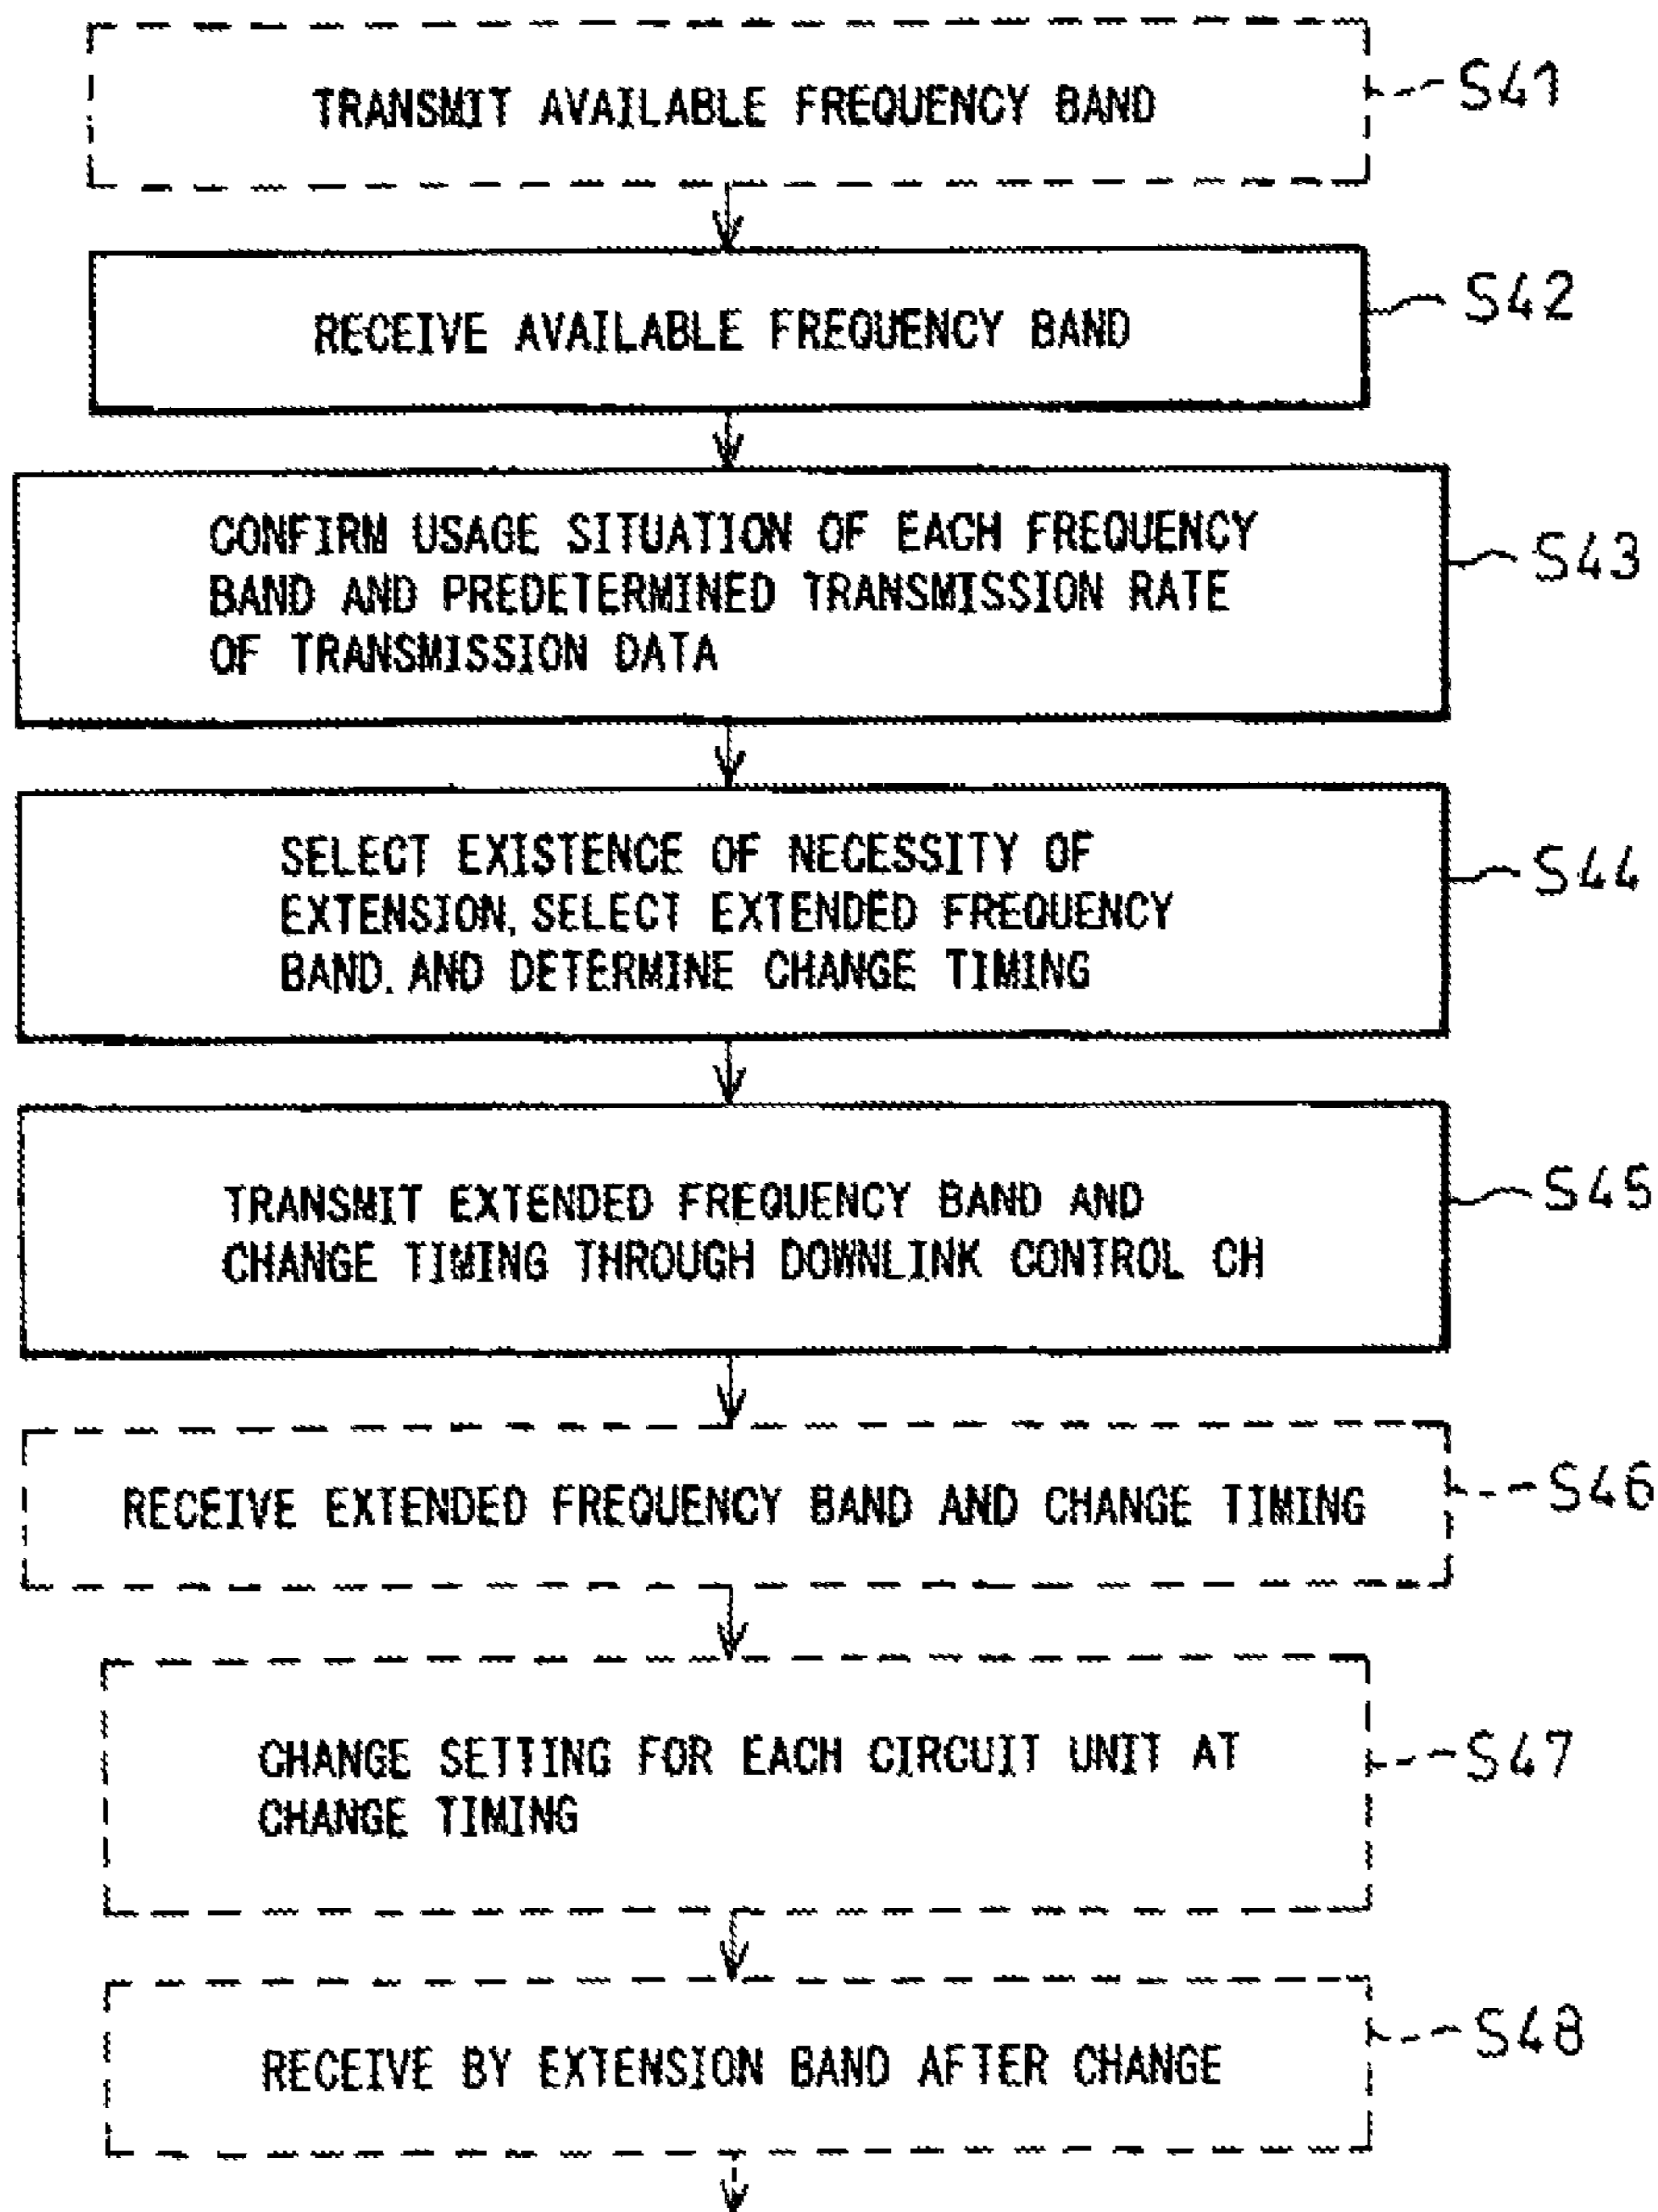 TRANSMIT AVAILABLE FREQUENCY BAND
S41
RECEIVE AVAILABLE FREQUENCY BAND
S42
CONFIRM USAGE SITUATION OF EACH FREQUENCY
BAND AND PREDETERMINED TRANSMISSION RATE
OF TRANSMISSION DATA
S43
SELECT EXISTENCE OF NECESSITY OF
EXTENSION, SELECT EXTENDED FREQUENCY
BAND, AND DETERMINE CHANGE TIMING
S44
TRANSMIT EXTENDED FREQUENCY BAND AND
CHANGE TIMING THROUGH DOWNLINK CONTROL CH
S45
RECEIVE EXTENDED FREQUENCY BAND AND CHANGE TIMING
S46
CHANGE SETTING FOR EACH CIRCUIT UNIT AT
CHANGE TIMING
S47
RECEIVE BY EXTENSION BAND AFTER CHANGE
S48